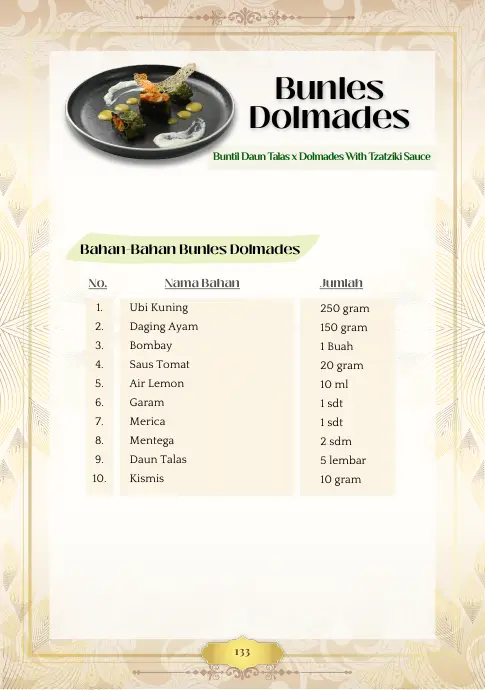 Bunles
Dolmades
Buntil Daun Talas x Dolmades With Tzatziki Sauce
Bahan-Bahan Bunles Dolmades
No. Nama Bahan Jumlah
1. Ubi Kuning 250 gram
2. Daging Ayam 150 gram
3. Bombay 1 Buah
4. Saus Tomat 20 gram
5. Air Lemon 10 ml
6. Garam 1 sdt
7. Merica 1 sdt
8. Mentega 2 sdm
9. Daun Talas 5 lembar
10. Kismis 10 gram
133